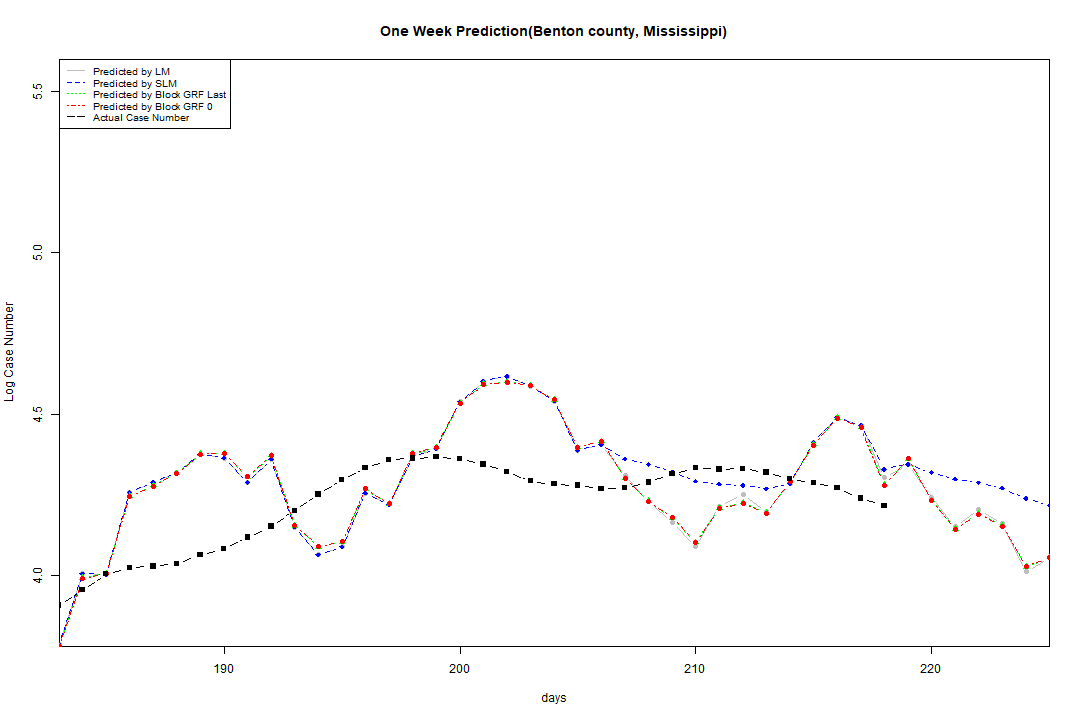 One Week Prediction(Benton county, Mississippi)
Predicted by LM
Predicted by SLM
Predicted by Block GRF Last
Predicted by Block GRF 0
Actual Case Number
5.5
5.0
4.5
4.0
Log Case Number
190
200
210
220
days